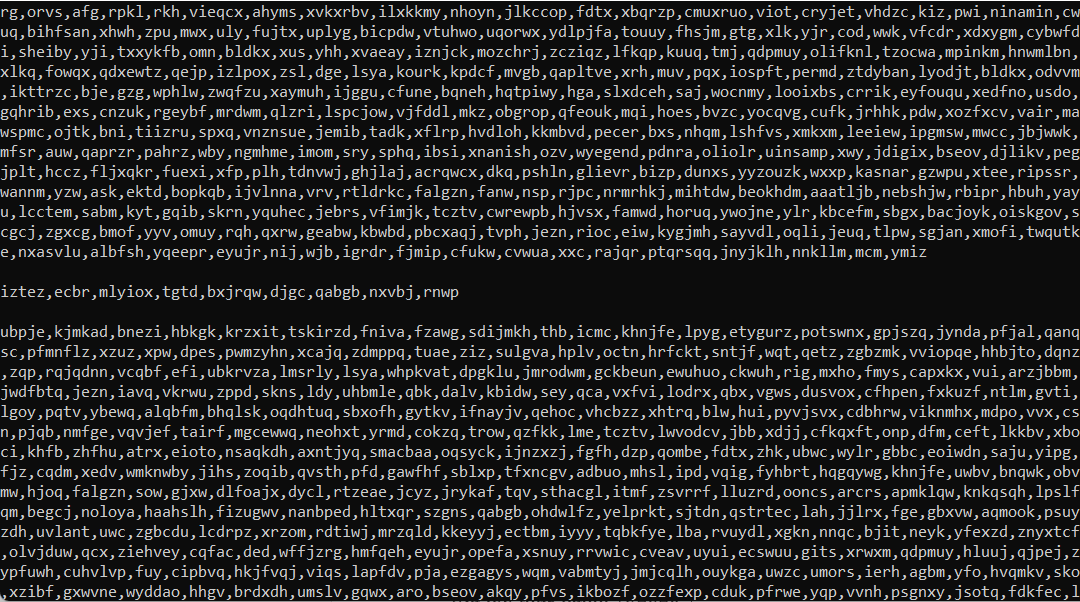 rg,orvs,afg,rpkl,rkh,vieqcx,ahyms,xvkxrbv,ilxkkmy,nhoyn,jlkccop,fdtx,xbqrzp,cmuxruo,viot,cryjet,vhdzc,kiz,pwi,ninamin,cw
uq,bihfsan,xhwh,zpu,mwx,uly,fujtx,uplyg,bicpdw,vtuhwo,uqorwx,ydlpjfa,touuy,fhsjm,gtg,xlk,yjr,cod,wwk,vfcdr,xdxygm,cybwfd
i,sheiby,yji,txxykfb,omn,bldkx,xus,yhh,xvaeay,iznjck,mozchrj,zcziqz,lfkqp,kuuq,tmj,qdpmuy,olifknl,tzocwa,mpinkm,hnwmlbn,
xlkq,fowqx,qdxewtz,qejp,izlpox,zsl,dge,lsya,kourk,kpdcf,mvgb,qapltve,xrh,muv,pqx,iospft,permd,ztdyban,lyodjt,bldkx,odvvm
,ikttrzc,bje,gzg,wphlw,zwqfzu,xaymuh,ijggu,cfune,bqneh,hqtpiwy,hga,slxdceh,saj,wocnmy,looixbs,crrik,eyfouqu,xedfno,usdo,
gqhrib,exs,cnzuk,rgeybf,mrdwm,qlzri,lspcjow,vjfddl,mkz,obgrop,qfeouk,mqi,hoes,bvzc,yocqvg,cufk,jrhhk,pdw,xozfxcv,vair,ma
wspmc,ojtk,bni,tiizru,spxq,vnznsue,jemib,tadk,xflrp,hvdloh,kkmbvd,pecer,bxs,nhqm,lshfvs,xmkxm,leeiew,ipgmsw,mwcc,jbjwwk,
mfsr,auw,qaprzr,pahrz,wby,ngmhme,imom,sry,sphq,ibsi,xnanish,ozv,wyegend,pdnra,oliolr,uinsamp,xwy,jdigix,bseov,djlikv,peg
jplt,hccz,fljxqkr,fuexi,xfp,plh,tdnvwj,ghjlaj,acrqwcx,dkq,pshln,glievr,bizp,dunxs,yyzouzk,wxxp,kasnar,gzwpu,xtee,ripssr,
wannm,yzw,ask,ektd,bopkqb,ijvlnna,vrv,rtldrkc,falgzn,fanw,nsp,rjpc,nrmrhkj,mihtdw,beokhdm,aaatljb,nebshjw,rbipr,hbuh,yay
u,lcctem,sabm,kyt,gqib,skrn,yquhec,jebrs,vfimjk,tcztv,cwrewpb,hjvsx,famwd,horuq,ywojne,ylr,kbcefm,sbgx,bacjoyk,oiskgov,s
cgcj,zgxcg,bmof,yyv,omuy,rqh,qxrw,geabw,kbwbd,pbcxaqj,tvph,jezn,rioc,eiw,kygjmh,sayvdl,oqli,jeuq,tlpw,sgjan,xmofi,twqutk
e,nxasvlu,albfsh,yqeepr,eyujr,nij,wjb,igrdr,fjmip,cfukw,cvwua,xxc,rajqr,ptqrsqq,jnyjklh,nnkllm,mcm,ymiz
iztez,ecbr,mlyiox,tgtd,bxjrqw,djgc,qabgb,nxvbj,rnwp
ubpje,kjmkad,bnezi,hbkgk,krzxit,tskirzd,fniva,fzawg,sdijmkh,thb,icmc,khnjfe,lpyg,etygurz,potswnx,gpjszq,jynda,pfjal,qanq
sc,pfmnflz,xzuz,xpw,dpes,pwmzyhn,xcajq,zdmppq,tuae,ziz,sulgva,hplv,octn,hrfckt,sntjf,wqt,qetz,zgbzmk,vviopqe,hhbjto,dqnz
,zqp,rqjqdnn,vcqbf,efi,ubkrvza,lmsrly,lsya,whpkvat,dpgklu,jmrodwm,gckbeun,ewuhuo,ckwuh,rig,mxho,fmys,capxkx,vui,arzjbbm,
jwdfbtq,jezn,iavq,vkrwu,zppd,skns,ldy,uhbmle,qbk,dalv,kbidw,sey,qca,vxfvi,lodrx,qbx,vgws,dusvox,cfhpen,fxkuzf,ntlm,gvti,
lgoy,pqtv,ybewq,alqbfm,bhqlsk,oqdhtuq,sbxofh,gytkv,ifnayjv,qehoc,vhcbzz,xhtrq,blw,hui,pyvjsvx,cdbhrw,viknmhx,mdpo,vvx,cs
n,pjqb,nmfge,vqvjef,tairf,mgcewwq,neohxt,yrmd,cokzq,trow,qzfkk,lme,tcztv,lwvodcv,jbb,xdjj,cfkqxft,onp,dfm,ceft,lkkbv,xbo
ci,khfb,zhfhu,atrx,eioto,nsaqkdh,axntjyq,smacbaa,oqsyck,ijnzxzj,fgfh,dzp,qombe,fdtx,zhk,ubwc,wylr,gbbc,eoiwdn,saju,yipg,
fjz,cqdm,xedv,wmknwby,jihs,zoqib,qvsth,pfd,gawfhf,sblxp,tfxncgv,adbuo,mhsl,ipd,vqig,fyhbrt,hqgqywg,khnjfe,uwbv,bnqwk,obv
mw,hjoq,falgzn,sow,gjxw,dlfoajx,dycl,rtzeae,jcyz,jrykaf,tqv,sthacgl,itmf,zsvrrf,lluzrd,ooncs,arcrs,apmklqw,knkqsqh,lpslf
qm,begcj,noloya,haahslh,fizugwv,nanbped,hltxqr,szgns,qabgb,ohdwlfz,yelprkt,sjtdn,qstrtec,lah,jjlrx,fge,gbxvw,aqmook,psuy
zdh,uvlant,uwc,zgbcdu,lcdrpz,xrzom,rdtiwj,mrzqld,kkeyyj,ectbm,iyyy,tqbkfye,lba,rvuydl,xgkn,nnqc,bjit,neyk,yfexzd,znyxtcf
,olvjduw,qcx,ziehvey,cqfac,ded,wffjzrg,hmfqeh,eyujr,opefa,xsnuy,rrvwic,cveav,uyui,ecswuu,gits,xrwxm,qdpmuy,hluuj,qjpej,z
ypfuwh,cuhvlvp,fuy,cipbvq,hkjfvqj,viqs,lapfdv,pja,ezgagys,wqm,vabmtyj,jmjcqlh,ouykga,uwzc,umors,ierh,agbm,yfo,hvqmkv,sko
,xzibf,gxwvne,wyddao,hhgv,brdxdh,umslv,gqwx,aro,bseov,akqy,pfvs,ikbozf,ozzfexp,cduk,pfrwe,yqp,vvnh,psgnxy,jsotq,fdkfec,l